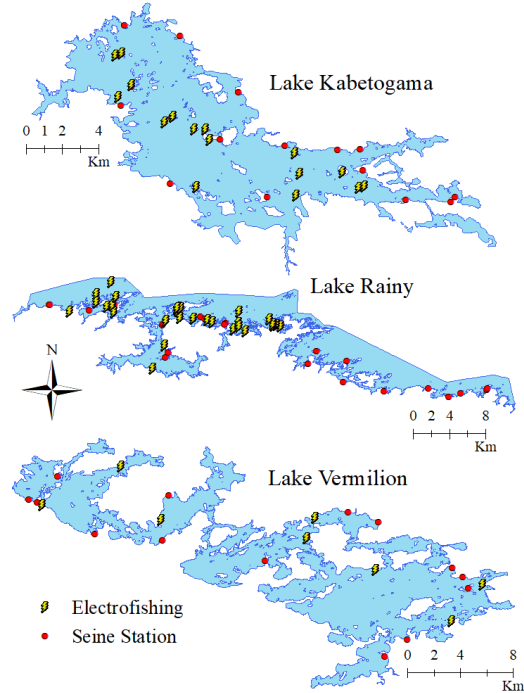 Lake Kabetogama
0 1 2 4
Km
Lake Rainy
N
0 2 4 8
Km
Lake Vermilion
Electrofishing
Seine Station
0 2 4 8
Km